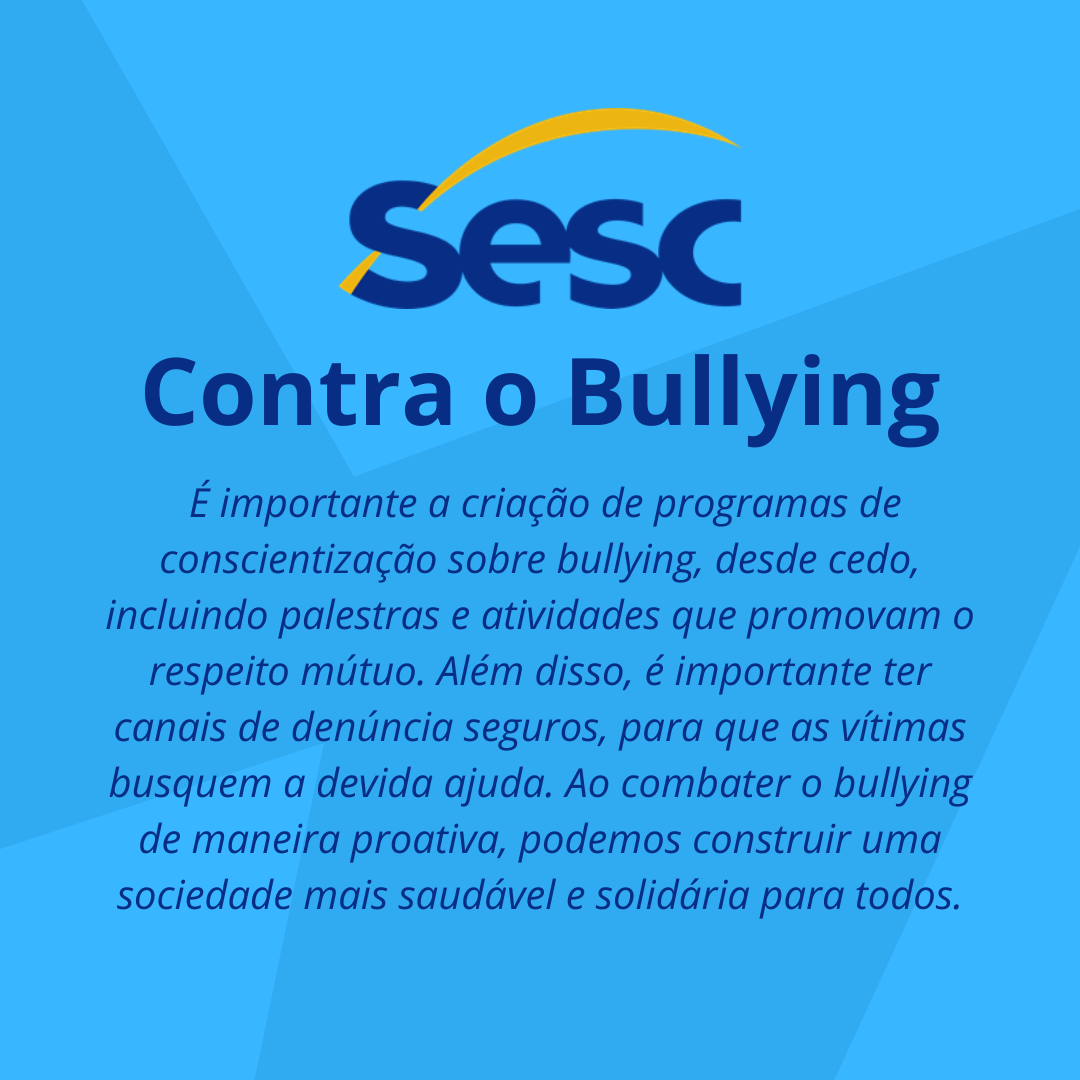 Sesc
Contra o Bullying
É importante a criação de programas de
conscientização sobre bullying, desde cedo,
incluindo palestras e atividades que promovam o
respeito mútuo. Além disso, é importante ter
canais de denúncia seguros, para que as vítimas
busquem a devida ajuda. Ao combater o bullying
de maneira proativa, podemos construir uma
sociedade mais saudável e solidária para todos.